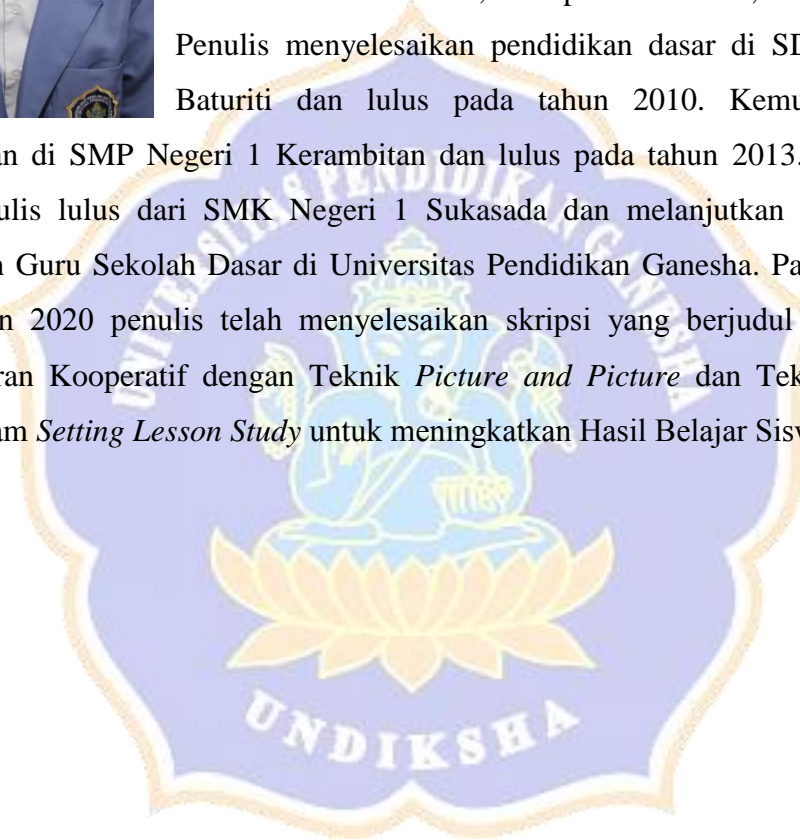 Penulis menyelesaikan pendidikan dasar di SD
Baturiti dan lulus pada tahun 2010. Kemu
an di SMP Negeri 1 Kerambitan dan lulus pada tahun 2013.
ulis lulus dari SMK Negeri 1 Sukasada dan melanjutkan
n Guru Sekolah Dasar di Universitas Pendidikan Ganesha. Pa
n 2020 penulis telah menyelesaikan skripsi yang berjudul
ran Kooperatif dengan Teknik Picture and Picture dan Tek
am Setting Lesson Study untuk meningkatkan Hasil Belajar Sisw
UNIVERSITAS PENDIDIKAN GANESHA
UNDIKSHA